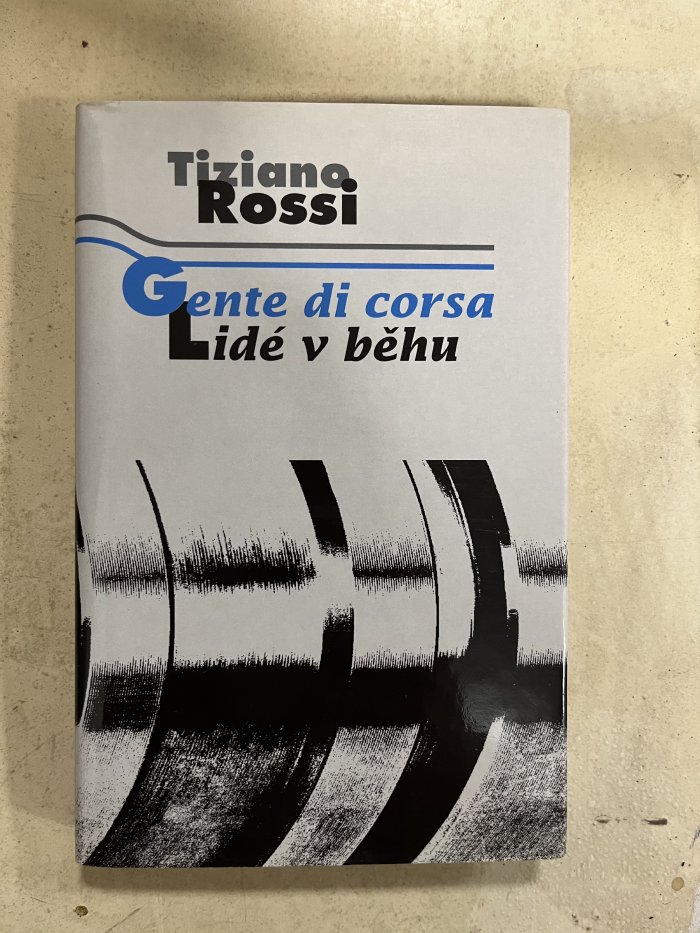 Tiziano
Rossi
Gente di corsa
Lidé v běhu